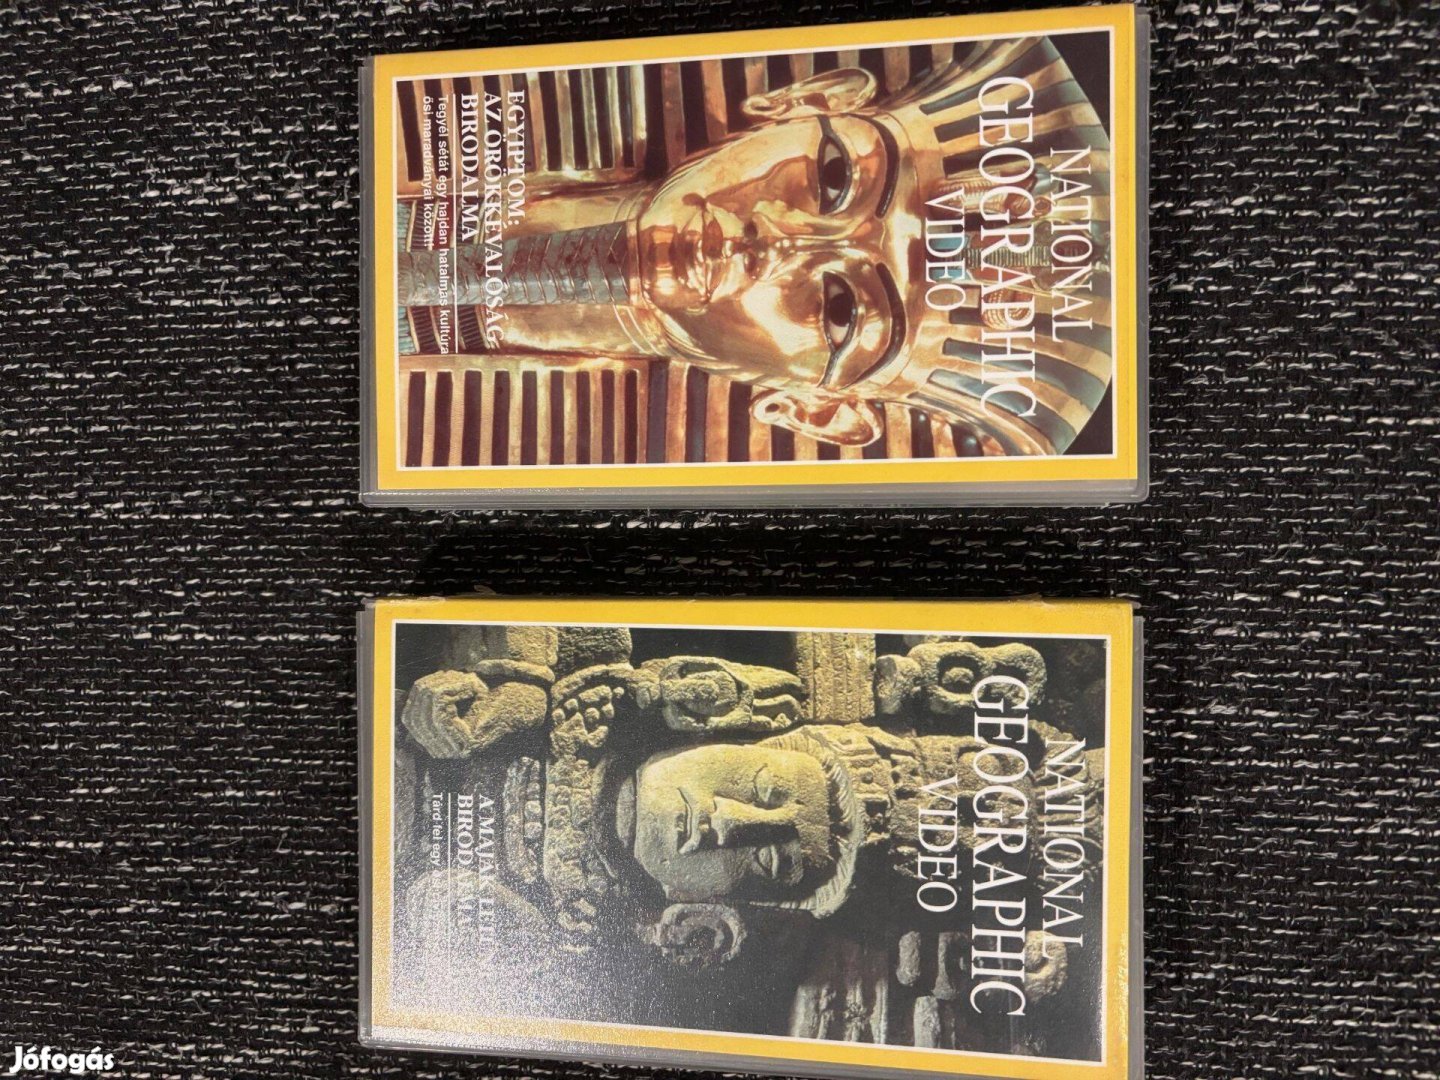 NATIONAL
GEOGRAPHIC
VIDEO
EGYIPTOM:
AZ ÖRÖKKÉVALÓSÁG
BIRODALMA
Tegyél sétát egy hajdan hatalmas kultúra
ősi maradványai között!
NATIONAL
GEOGRAPHIC
VIDEO
A MAJÁK
BIRODALMA
Tárd fel egy
Jófogás